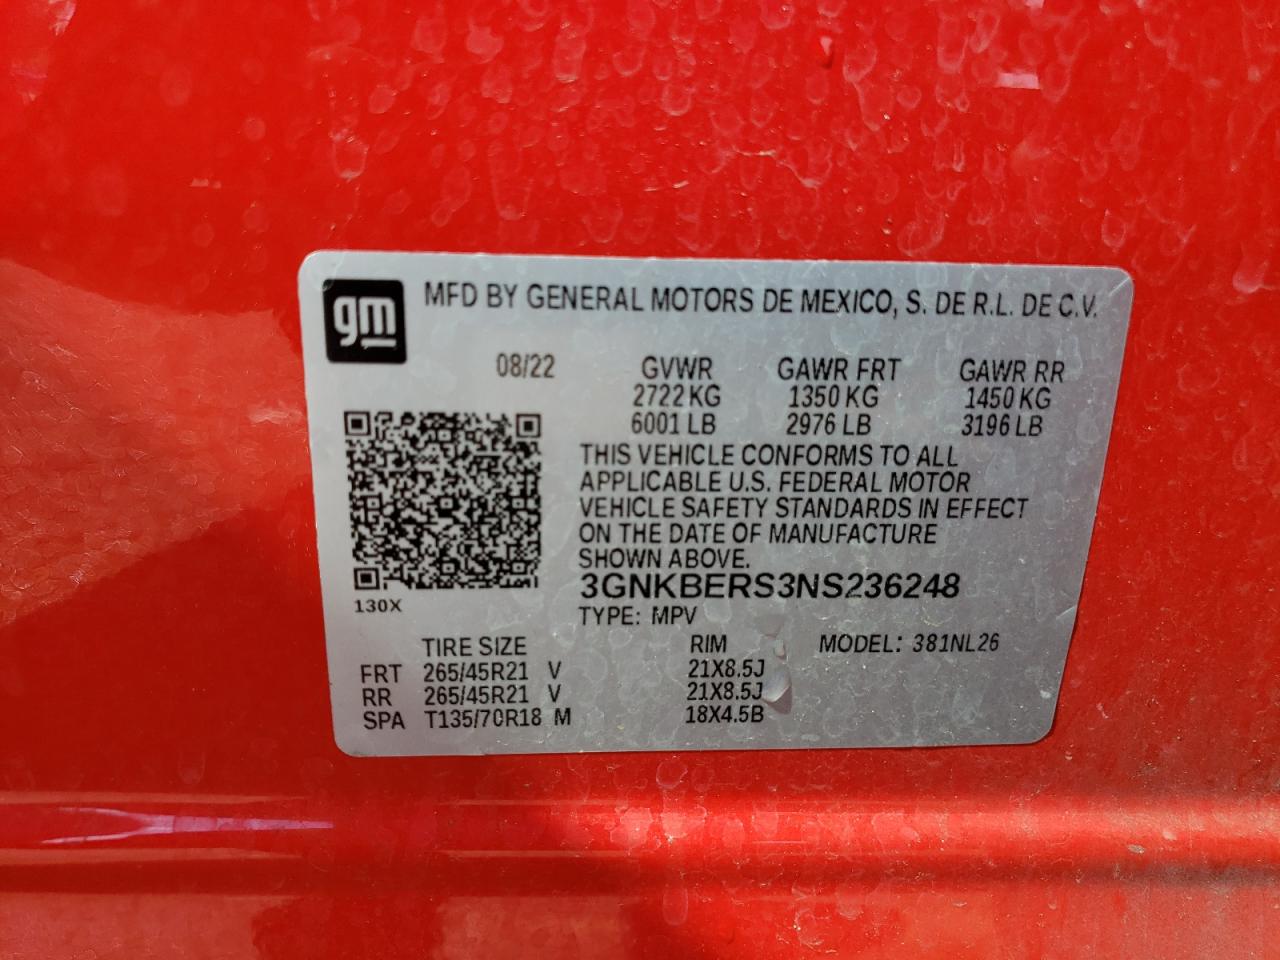 gm
MFD BY GENERAL MOTORS DE MEXICO, S. DE R.L. DE C.V.
08/22 GVWR GAWR FRT GAWR RR
2722 KG 1350 KG 1450 KG
6001 LB 2976 LB 3196 LB
THIS VEHICLE CONFORMS TO ALL
APPLICABLE U.S. FEDERAL MOTOR
VEHICLE SAFETY STANDARDS IN EFFECT
ON THE DATE OF MANUFACTURE
SHOWN ABOVE.
3GNKBERS3NS236248
130X
TYPE: MPV
TIRE SIZE RIM MODEL: 381NL26
FRT 265/45R21 V 21X8.5J
RR 265/45R21 V 21X8.5J
SPA T135/70R18 M 18X4.5B